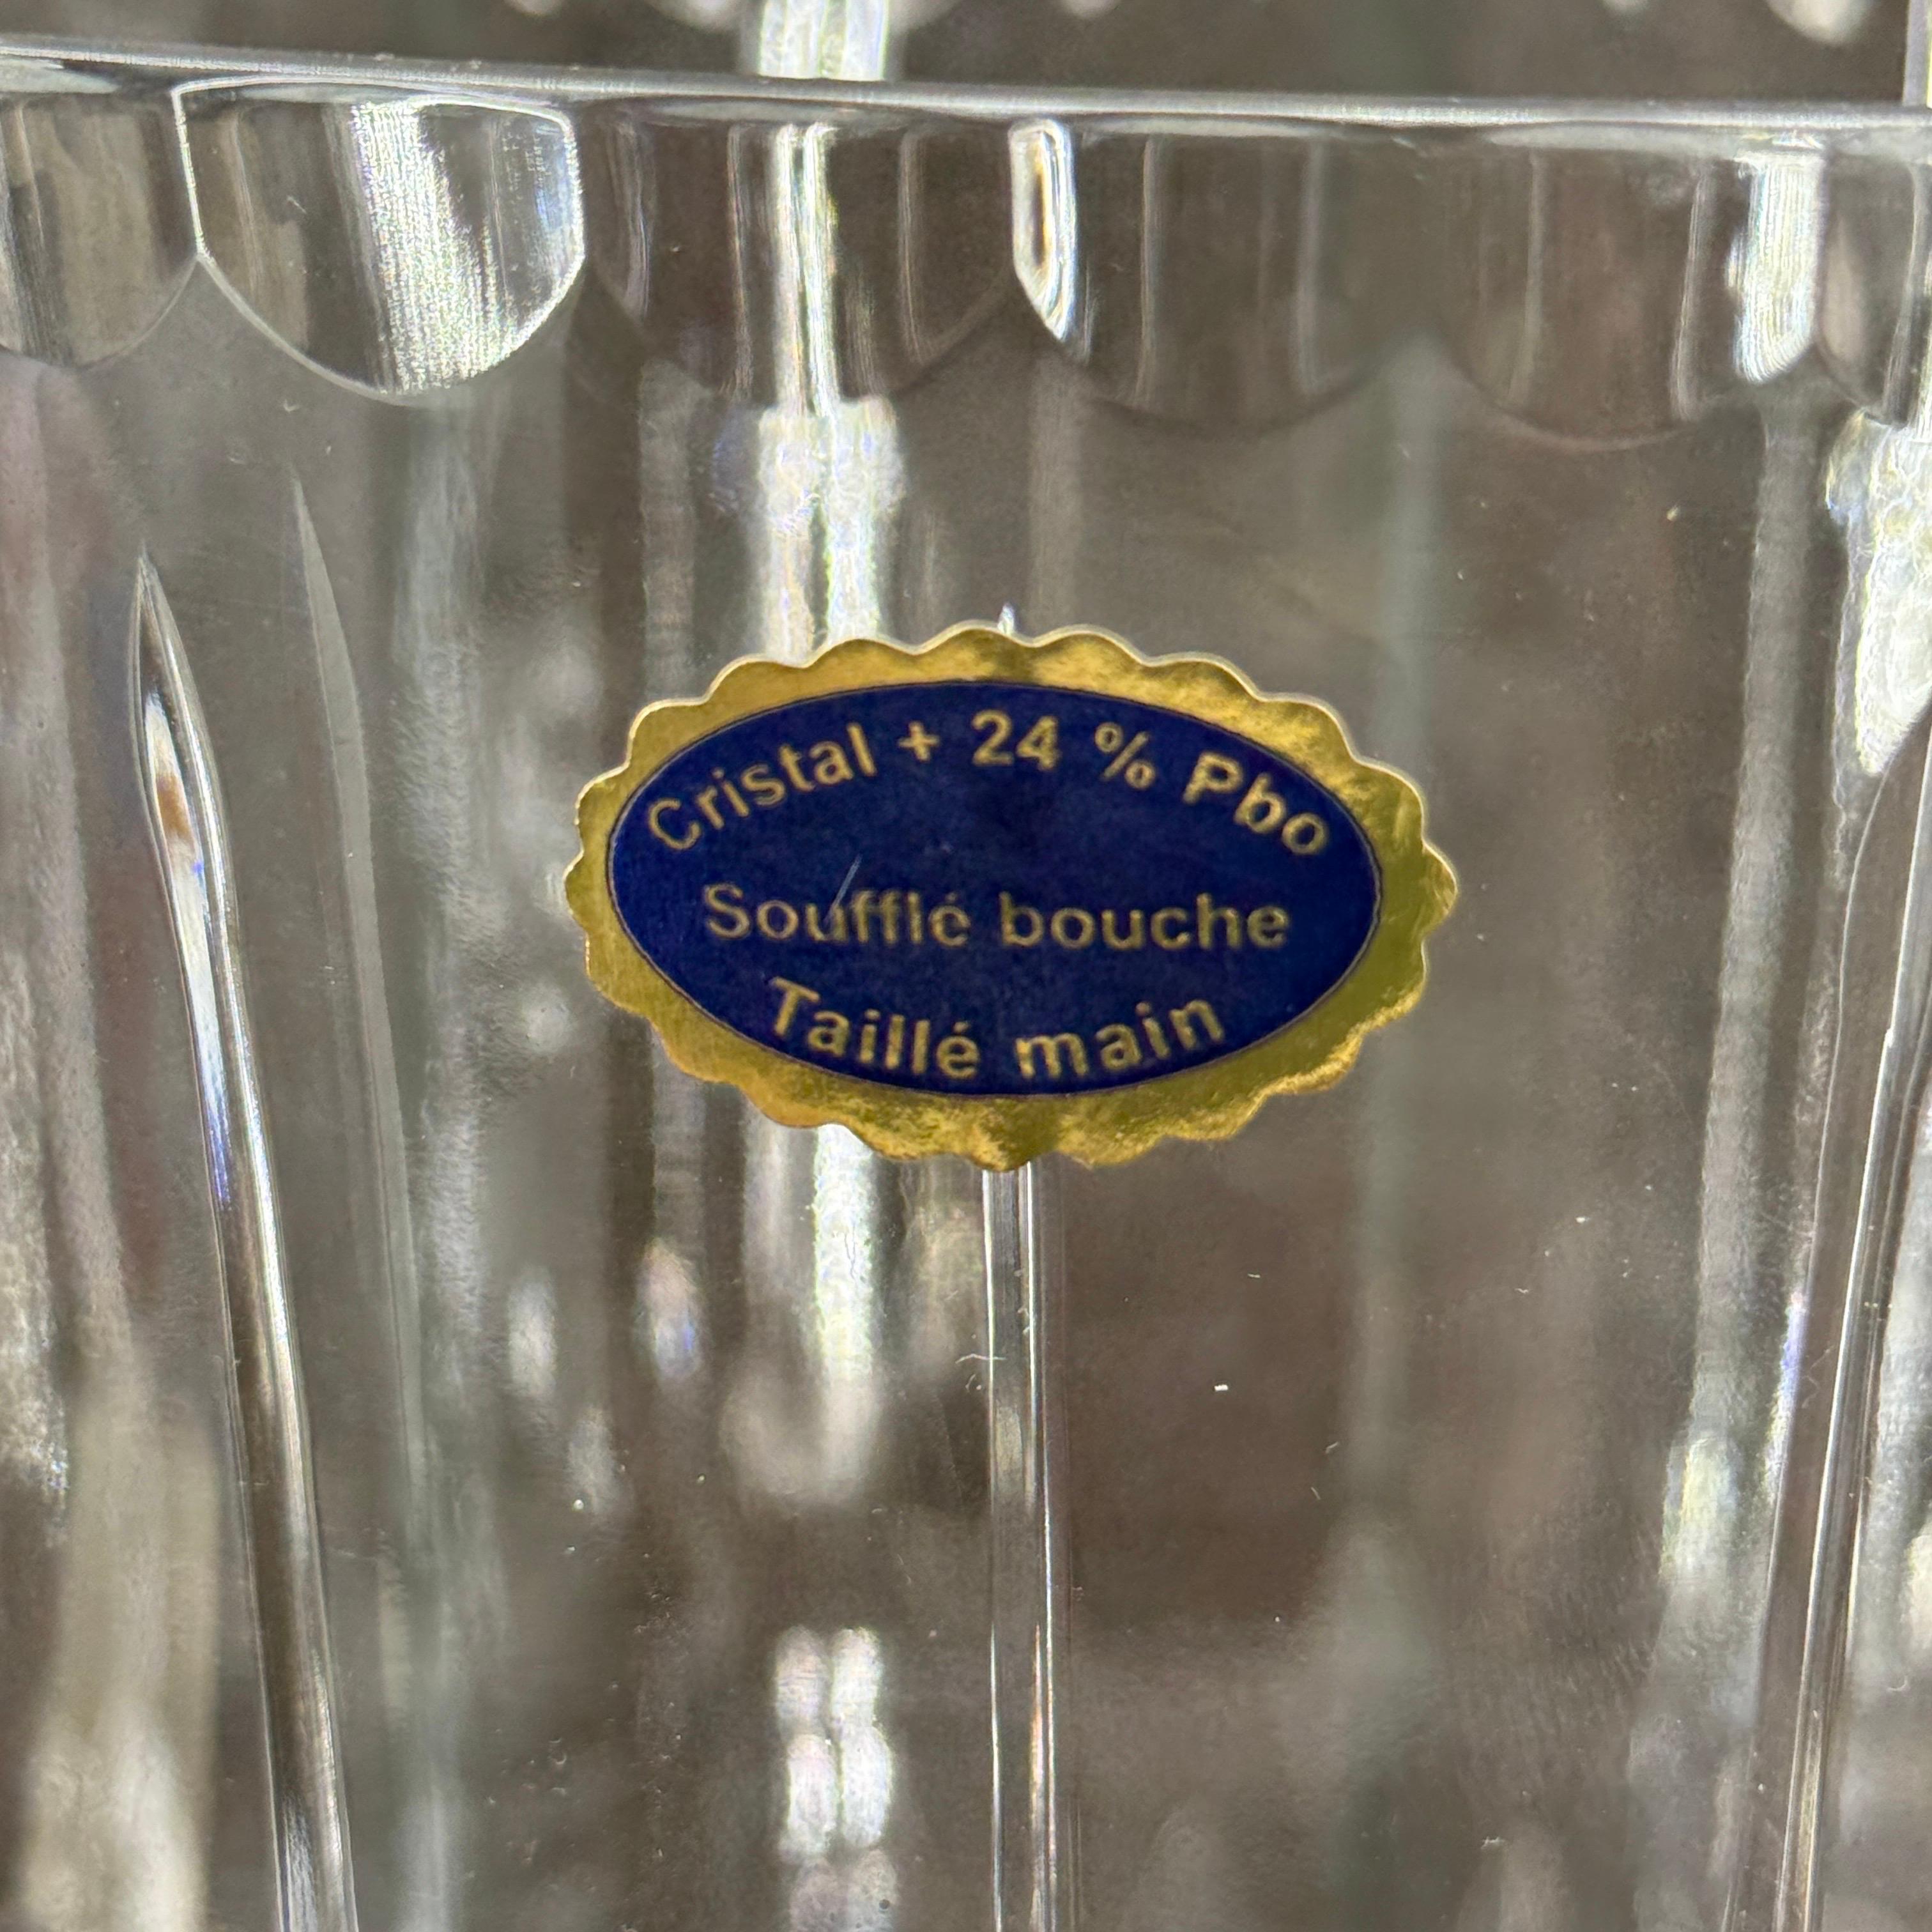 Cristal + 24 % Pbo
Soufflé bouche
Taillé main